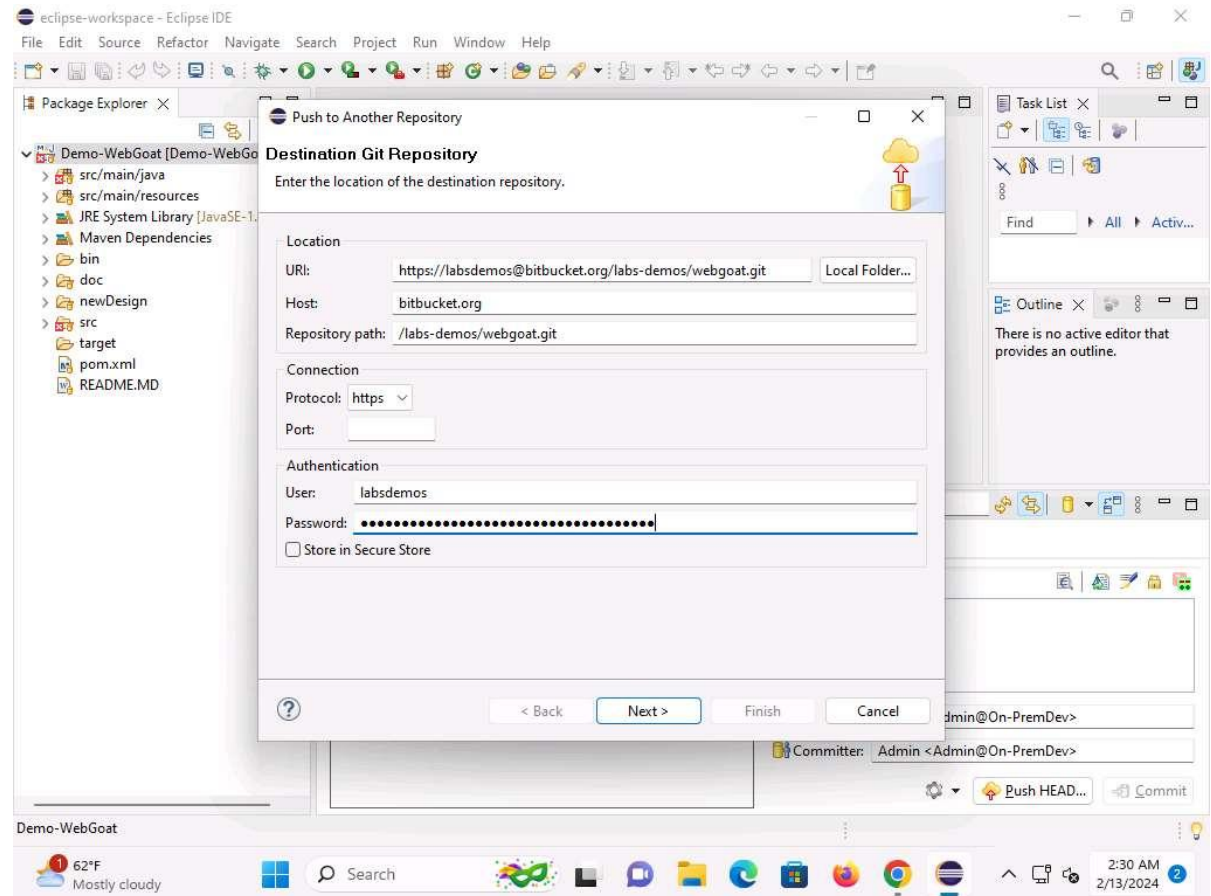 eclipse-workspace - Eclipse IDE
File Edit Source Refactor Navigate Search Project Run Window Help
Package Explorer
Demo-WebGoat [Demo-WebGo
src/main/java
src/main/resources
JRE System Library [JavaSE-1.
Maven Dependencies
bin
doc
newDesign
src
target
pom.xml
README.MD
Push to Another Repository
Destination Git Repository
Enter the location of the destination repository.
Location
URI: https://labsdemos@bitbucket.org/labs-demos/webgoat.git Local Folder...
Host: bitbucket.org
Repository path: /labs-demos/webgoat.git
Connection
Protocol: https
Port:
Authentication
User: labsdemos
Password: ●●●●●●●●●●●●●●●●●●●●●●●●●●●●●●●●●●●●
Store in Secure Store
< Back Next > Finish Cancel
Task List
Find All Activ...
Outline
There is no active editor that
provides an outline.
dmin@On-PremDev>
Committer: Admin <Admin@On-PremDev>
Push HEAD... Commit
Demo-WebGoat
1
62°F
Mostly cloudy
Search
2:30 AM
2/13/2024
2